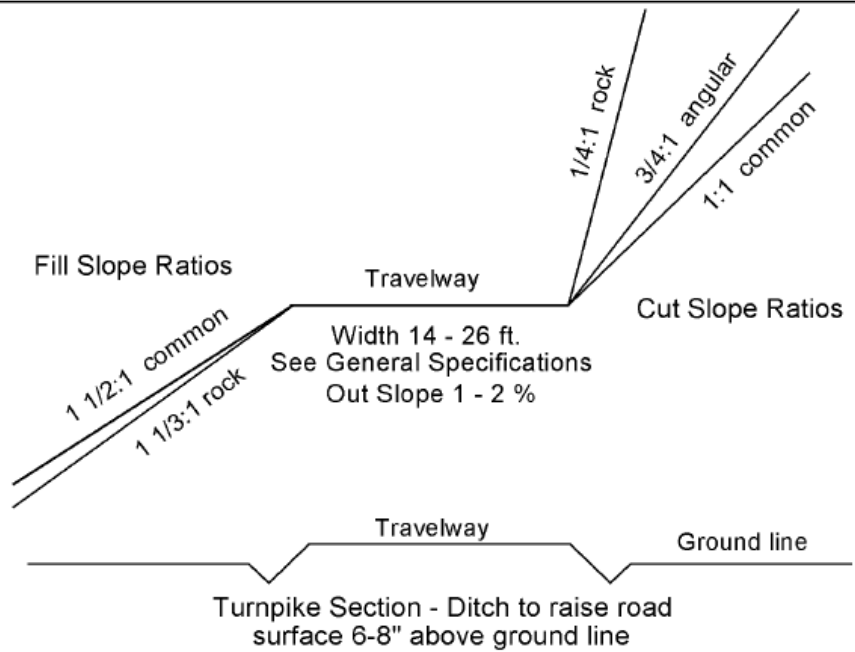 1/4:1 rock
3/4:1 angular
1:1 common
Fill Slope Ratios
Travelway
Cut Slope Ratios
Width 14 - 26 ft.
See General Specifications
Out Slope 1 - 2 %
1 1/2:1 common
1 1/3:1 rock
Travelway
Ground line
Turnpike Section - Ditch to raise road
surface 6-8" above ground line